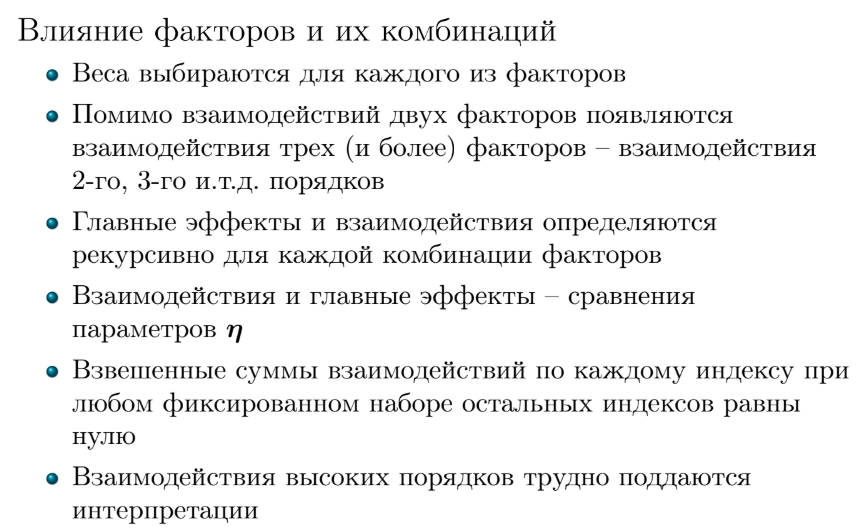 Влияние факторов и их комбинаций
Веса выбираются для каждого из факторов
Помимо взаимодействий двух факторов появляются
взаимодействия трех (и более) факторов – взаимодействия
2-го, 3-го и.т.д. порядков
Главные эффекты и взаимодействия определяются
рекурсивно для каждой комбинации факторов
Взаимодействия и главные эффекты – сравнения
параметров η
Взвешенные суммы взаимодействий по каждому индексу при
любом фиксированном наборе остальных индексов равны
нулю
Взаимодействия высоких порядков трудно поддаются
интерпретации